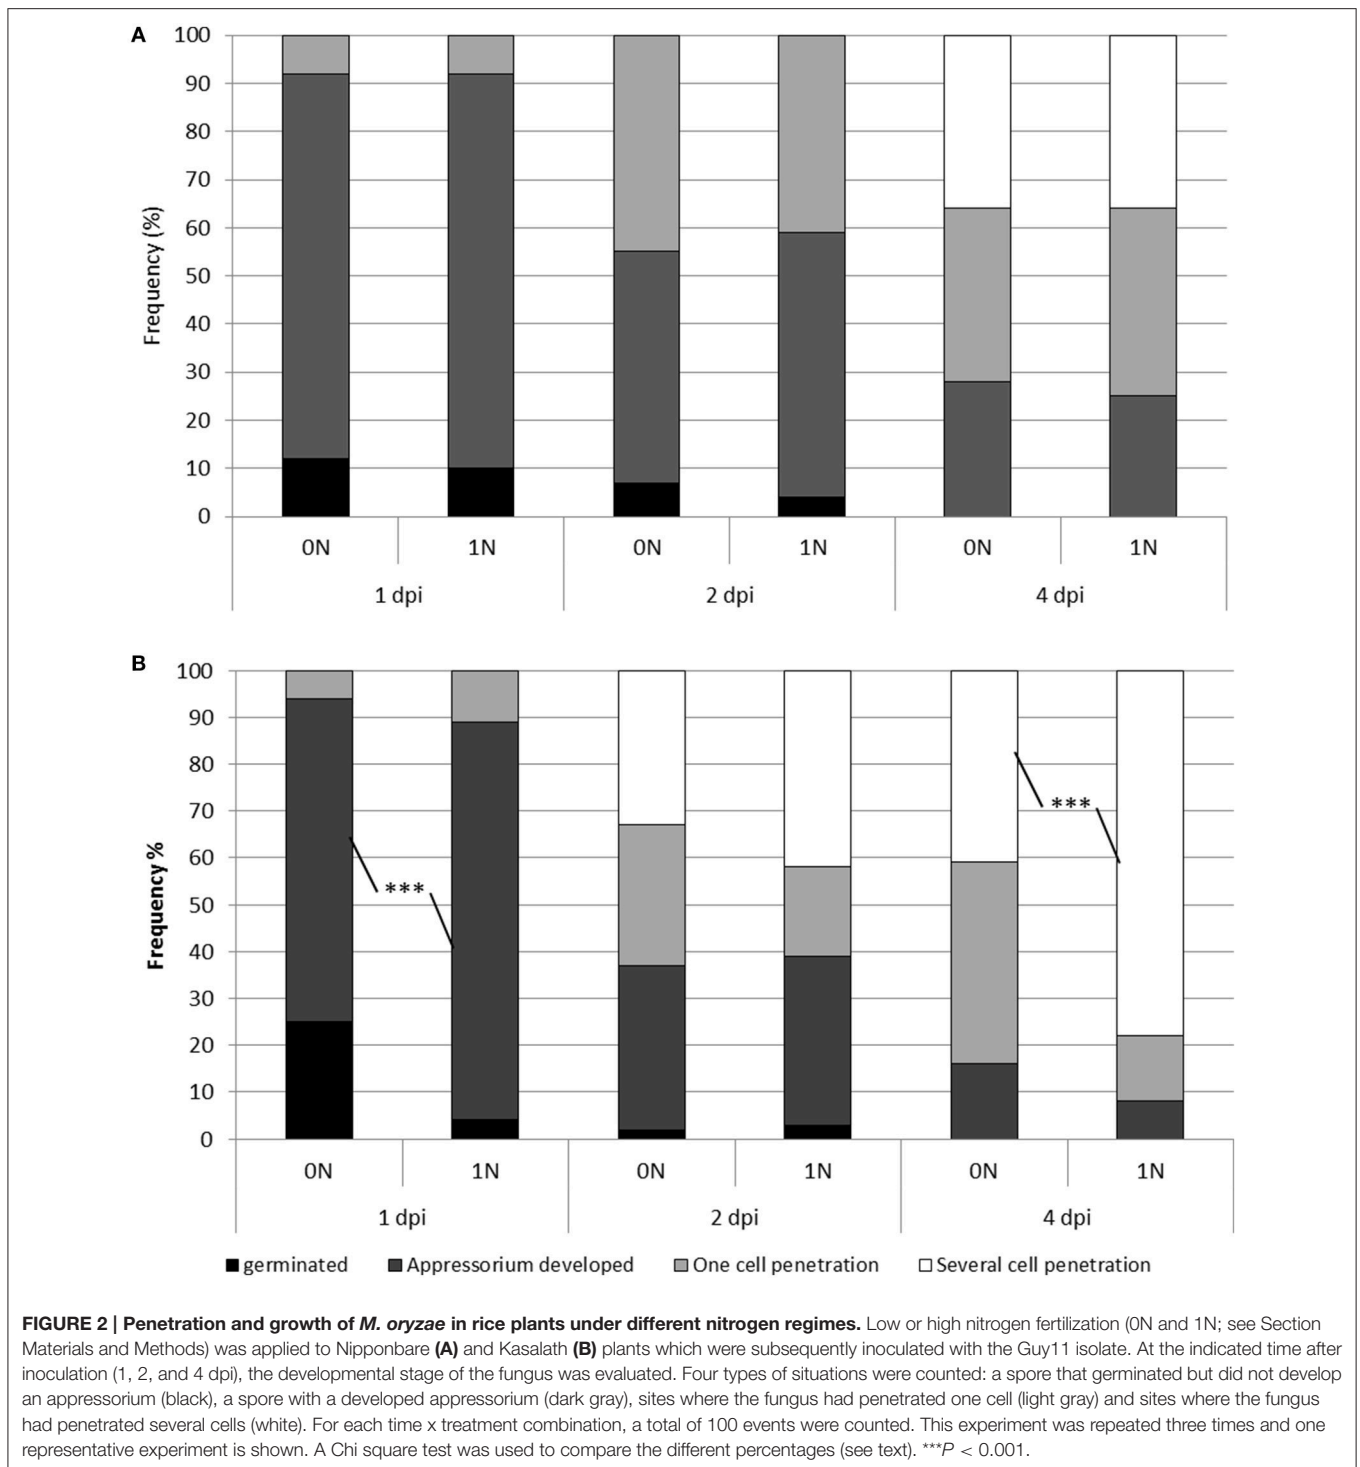 A
100
90
80
70
60
50
40
30
20
10
0
Frequency (%)
0N 1N 0N 1N 0N 1N
1 dpi 2 dpi 4 dpi
B
100
90
80
70
60
50
40
30
20
10
0
Frequency %
***
***
0N 1N 0N 1N 0N 1N
1 dpi 2 dpi 4 dpi
germinated Appressorium developed One cell penetration Several cell penetration
FIGURE 2 | Penetration and growth of M. oryzae in rice plants under different nitrogen regimes. Low or high nitrogen fertilization (0N and 1N; see Section
Materials and Methods) was applied to Nipponbare (A) and Kasalath (B) plants which were subsequently inoculated with the Guy11 isolate. At the indicated time after
inoculation (1, 2, and 4 dpi), the developmental stage of the fungus was evaluated. Four types of situations were counted: a spore that germinated but did not develop
an appressorium (black), a spore with a developed appressorium (dark gray), sites where the fungus had penetrated one cell (light gray) and sites where the fungus
had penetrated several cells (white). For each time x treatment combination, a total of 100 events were counted. This experiment was repeated three times and one
representative experiment is shown. A Chi square test was used to compare the different percentages (see text). ***P < 0.001.